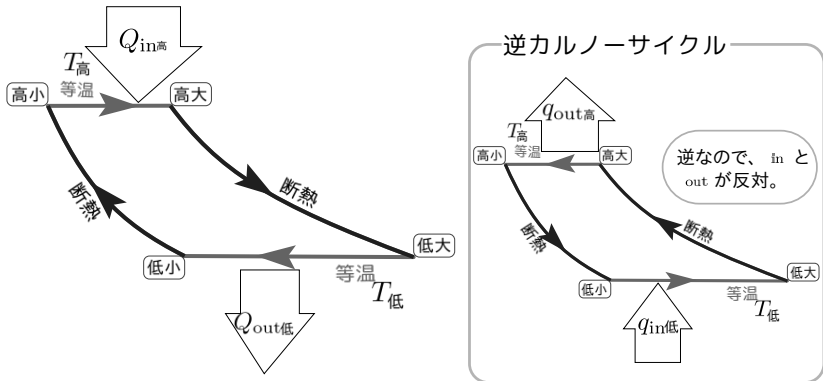 Qin高
T高
等温
高小
高大
断熱
断熱
低小
低大
等温
T低
Qout低
逆カルノーサイクル
qout高
T高
等温
高小
高大
逆なので、 in と
out が反対。
断熱
断熱
低小
低大
等温
T低
qin低